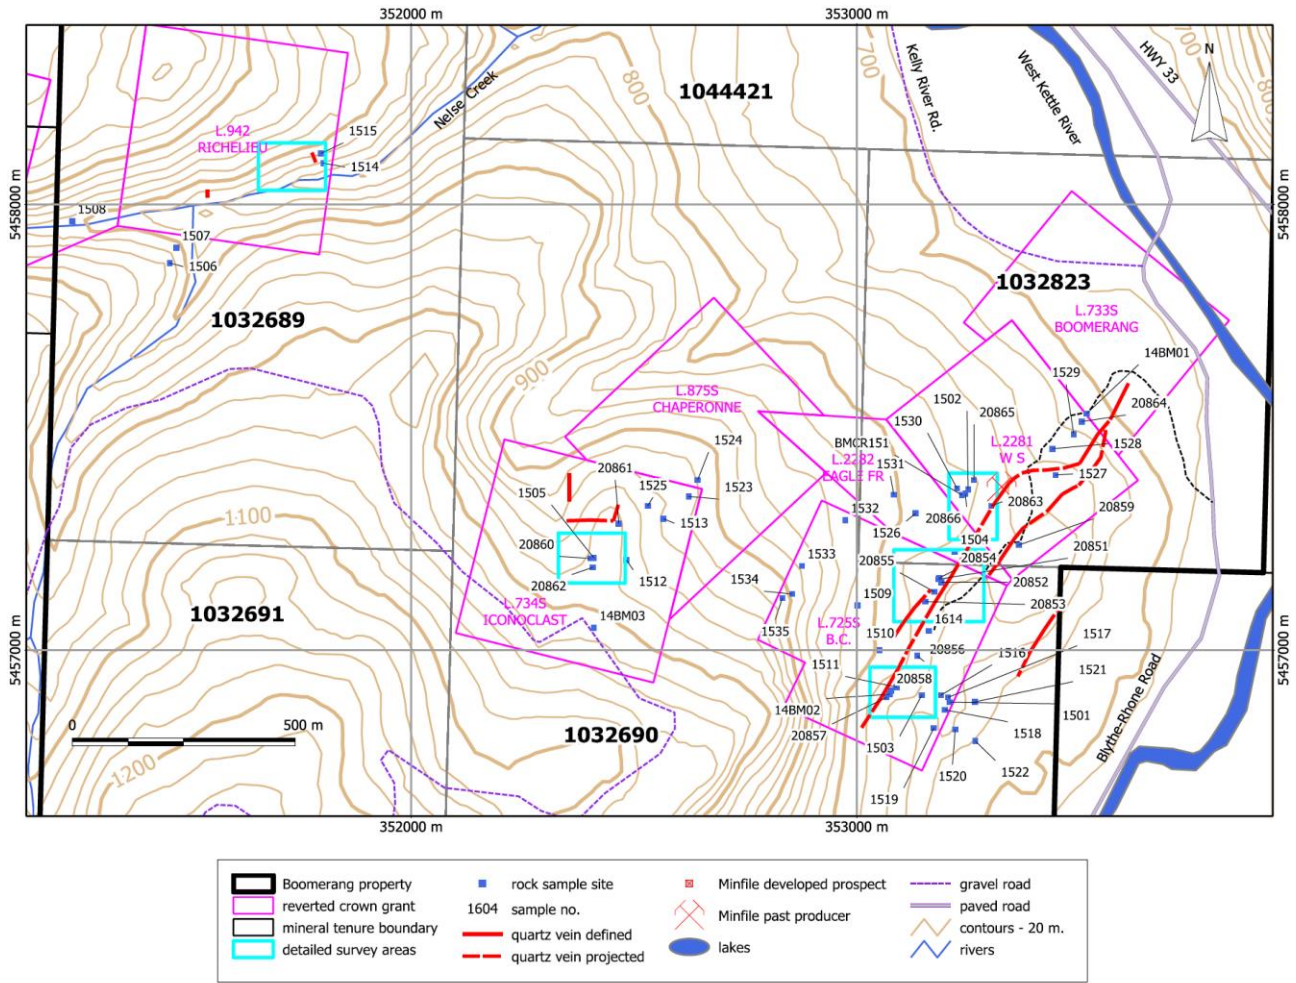 352000 m
353000 m
700
700
800
800
HWY 33
N
Kelly River Rd.
West Kettle River
Nelse Creek
1044421
L.942
RICHELIEU
1515
1514
5458000 m
5458000 m
1508
1507
1506
1032689
1032823
L.733S
BOOMERANG
14BM01
1529
20864
900
L.875S
CHAPERONNE
1502
20865
1530
1524
BMCR151
L.2281
W S
1528
L.2282
EAGLE FR
1531
1527
20861
1505
1525
1523
20863
1532
20866
20859
1513
1526
1504
1100
20860
20851
20854
20855
1533
20852
20862
1512
1534
1509
20853
L.734S
ICONOCLAST
1032691
14BM03
1614
L.725S
B.C.
1535
1510
1517
5457000 m
5457000 m
20856
1516
1511
1521
20858
14BM02
1501
20857
1518
1032690
1503
Blythe-Rhone Road
0
500 m
1520
1522
1519
1200
352000 m
353000 m
Boomerang property
rock sample site
Minfile developed prospect
gravel road
reverted crown grant
1604
sample no.
Minfile past producer
paved road
mineral tenure boundary
quartz vein defined
contours - 20 m.
detailed survey areas
quartz vein projected
lakes
rivers